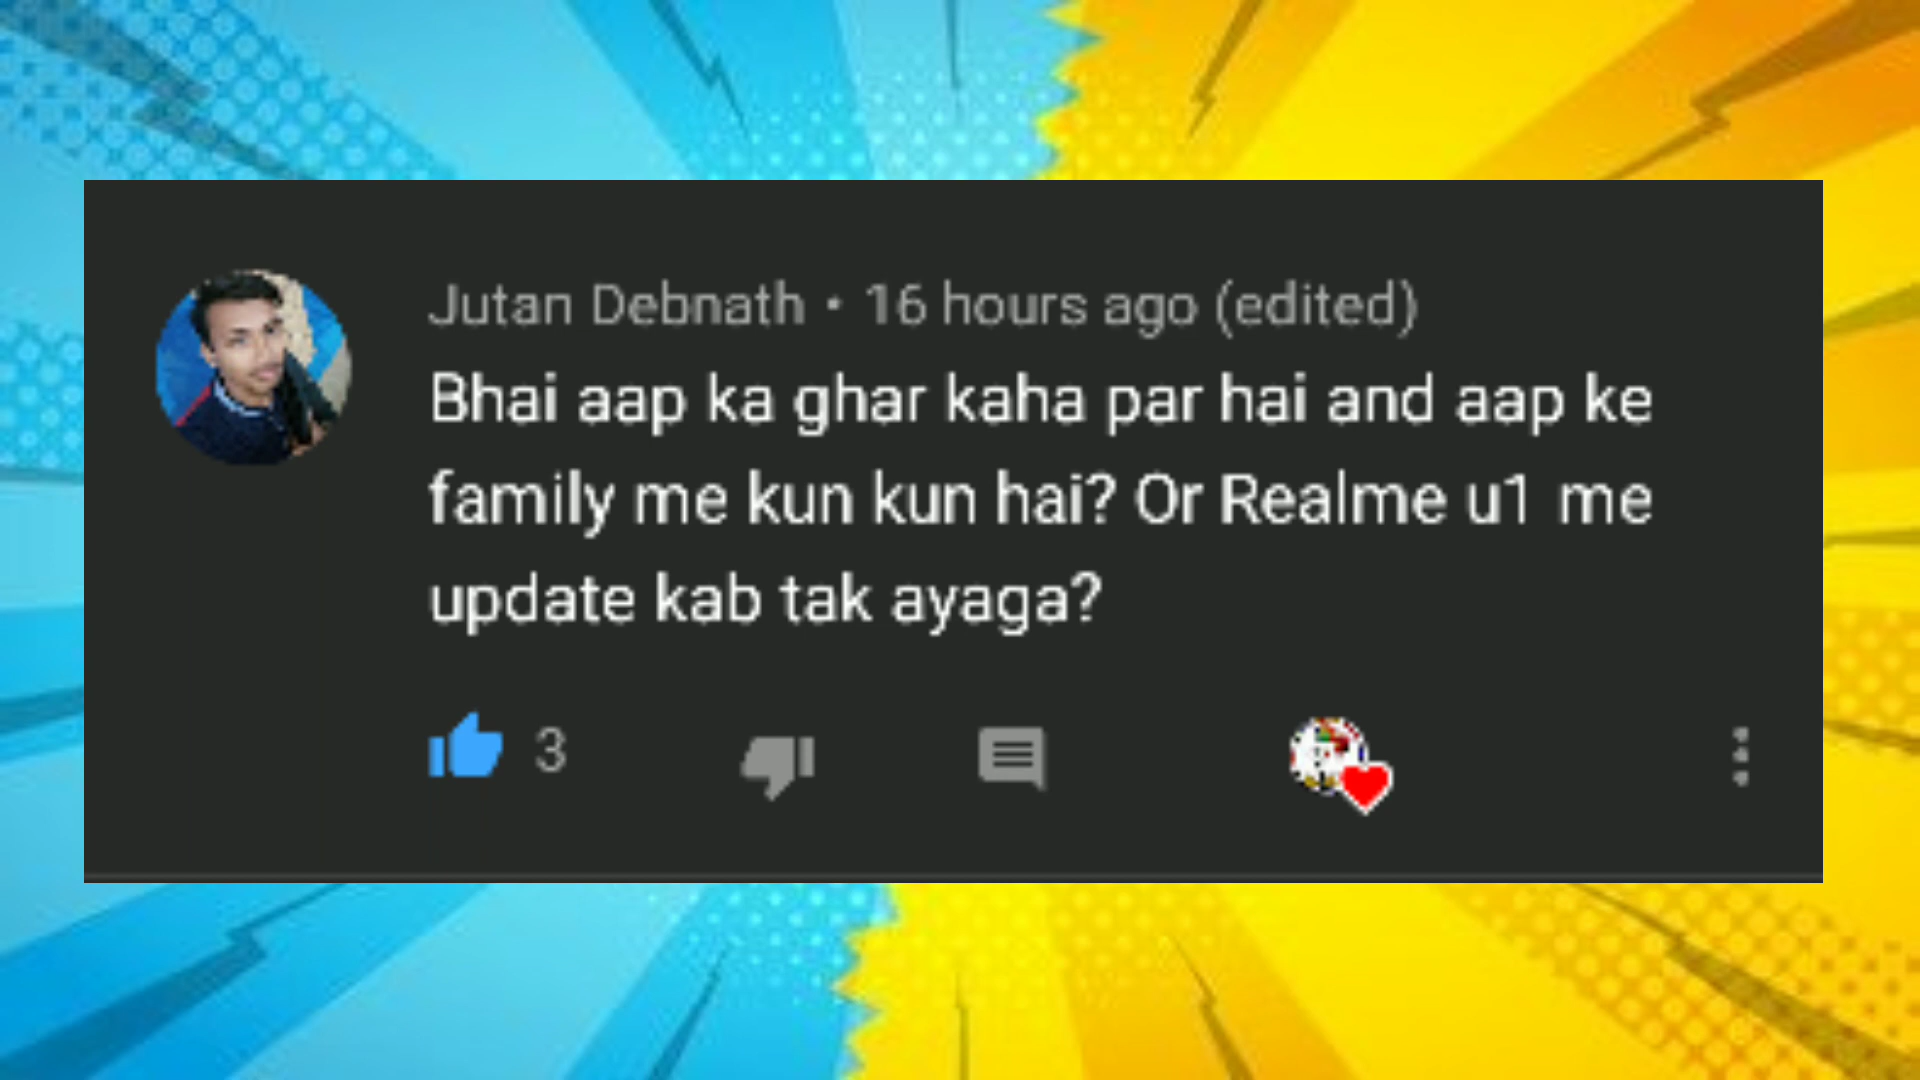 Jutan Debnath • 16 hours ago (edited)
Bhai aap ka ghar kaha par hai and aap ke
family me kun kun hai? Or Realme u1 me
update kab tak ayaga?
3